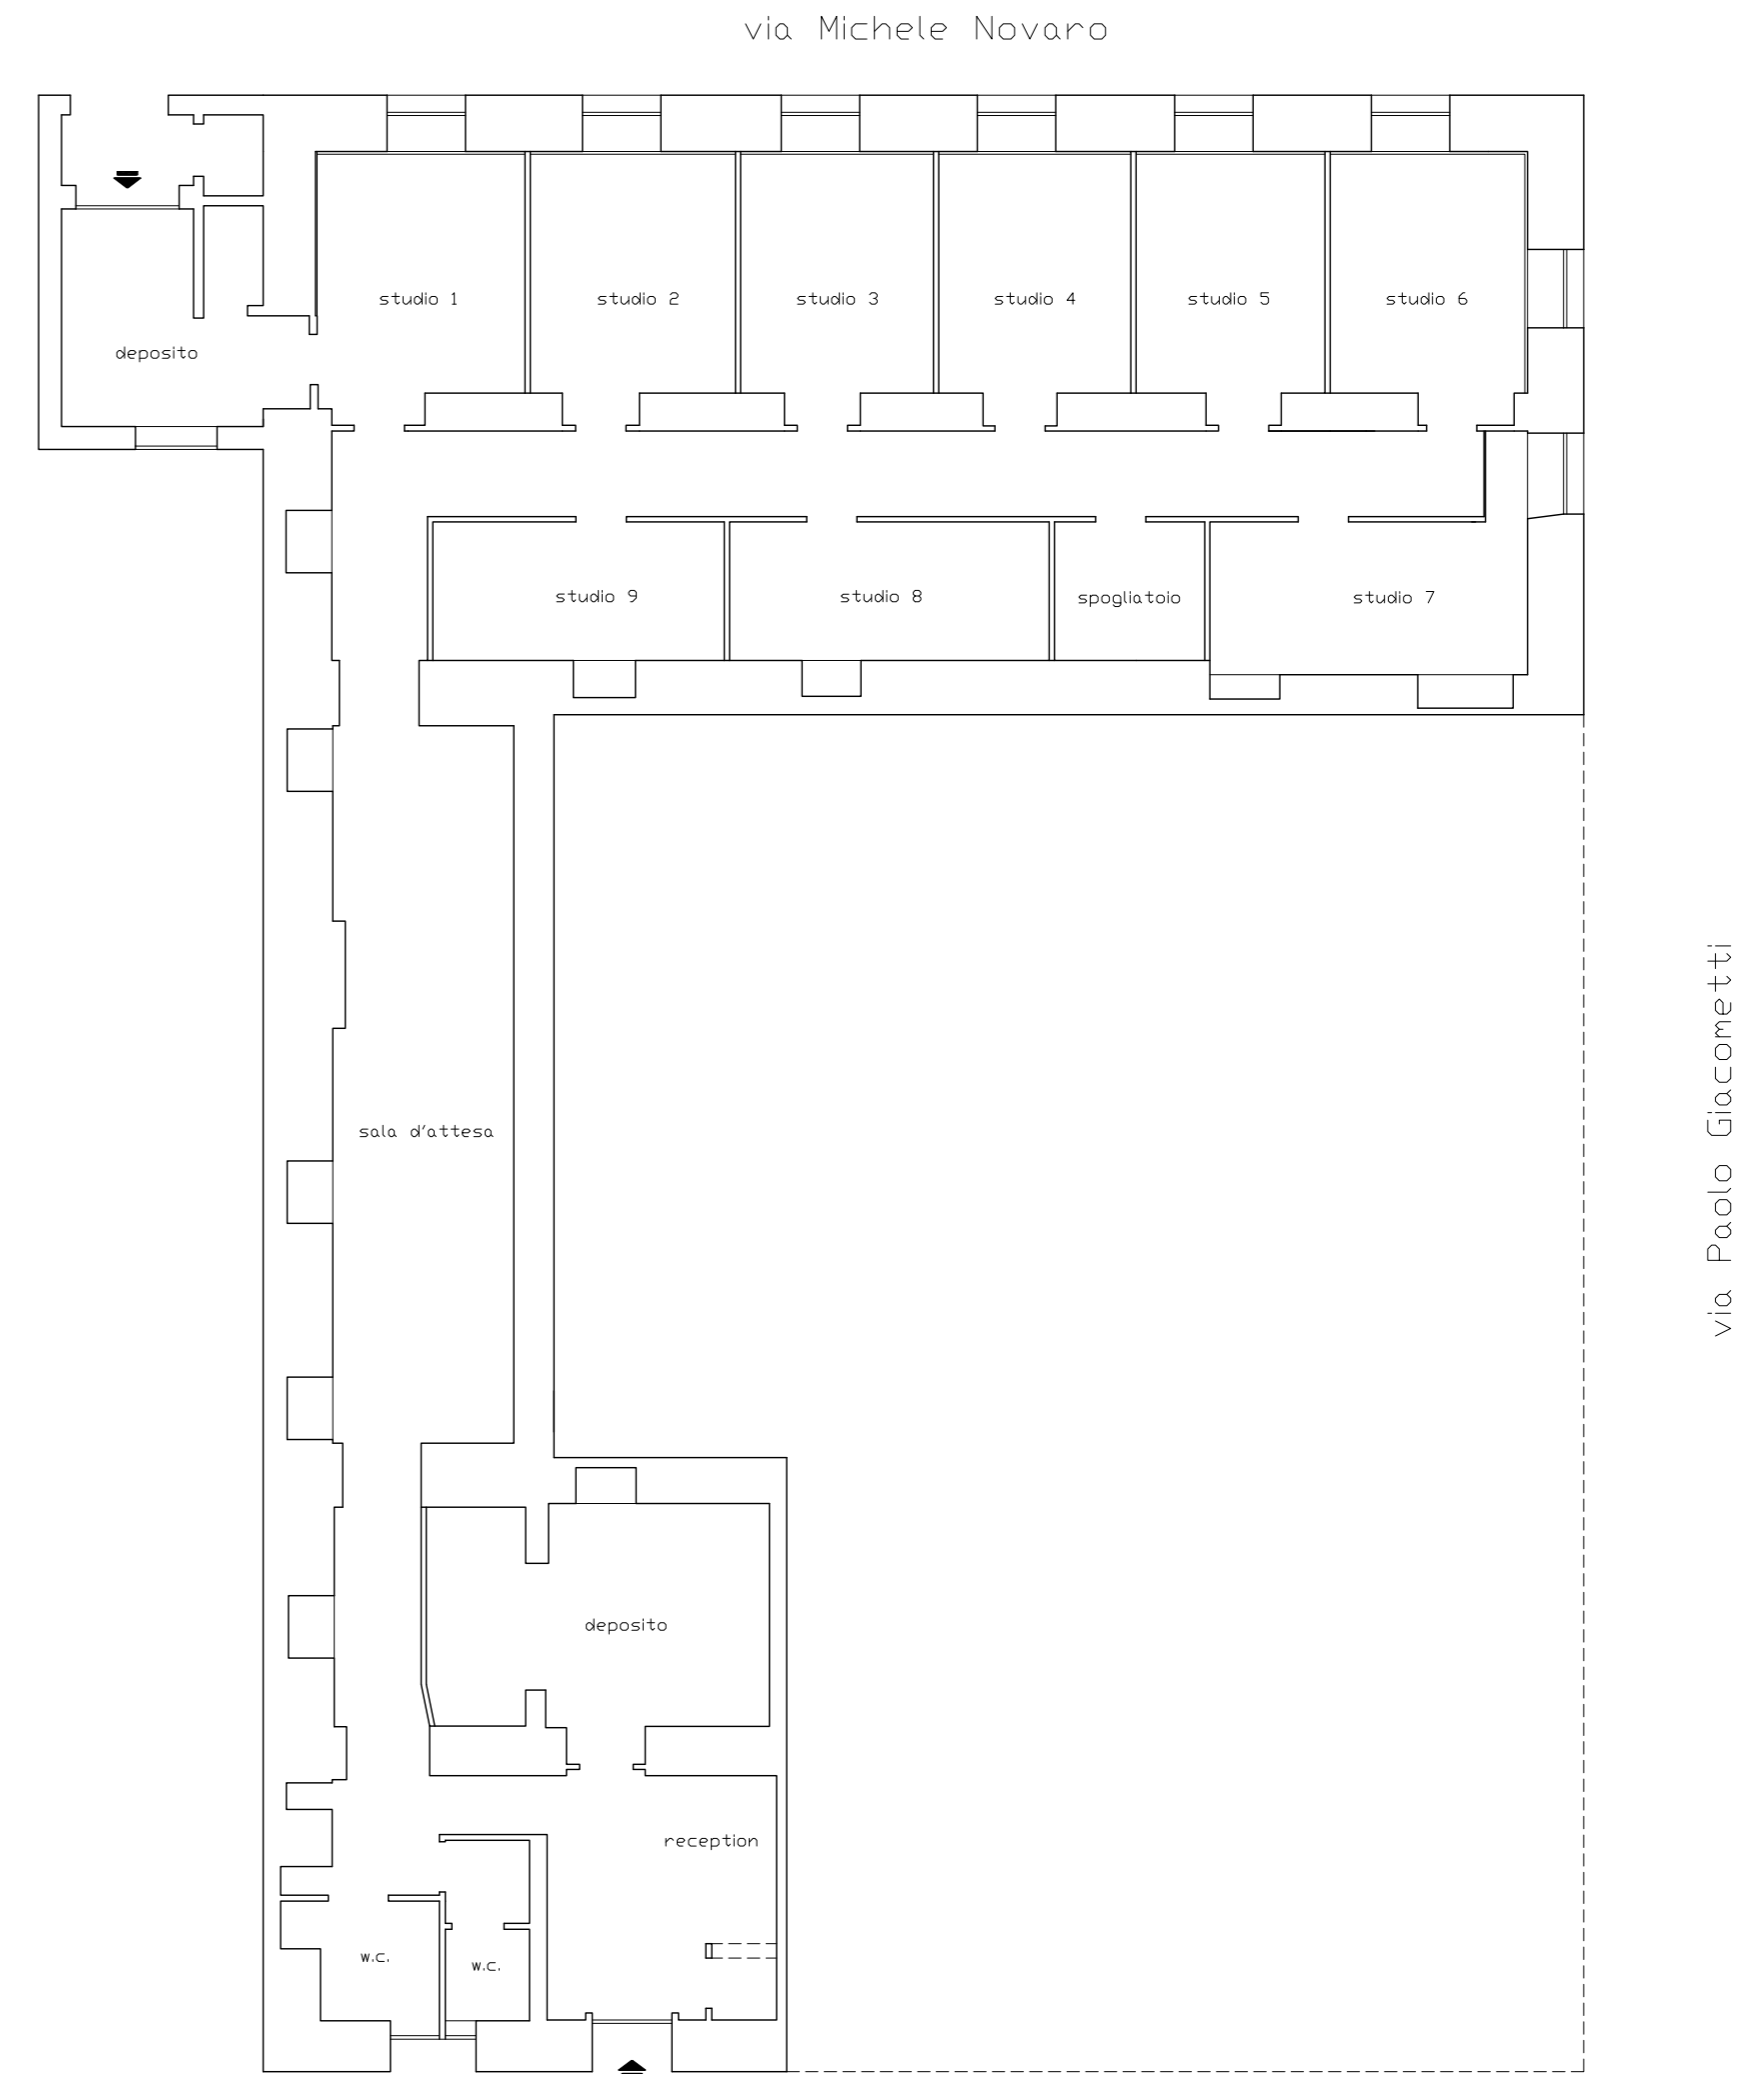 via Michele Novaro
studio 1
studio 2
studio 3
studio 4
studio 5
studio 6
deposito
studio 9
studio 8
spogliatoio
studio 7
via Paolo Giacometti
sala d'attesa
deposito
reception
w.c.
w.c.